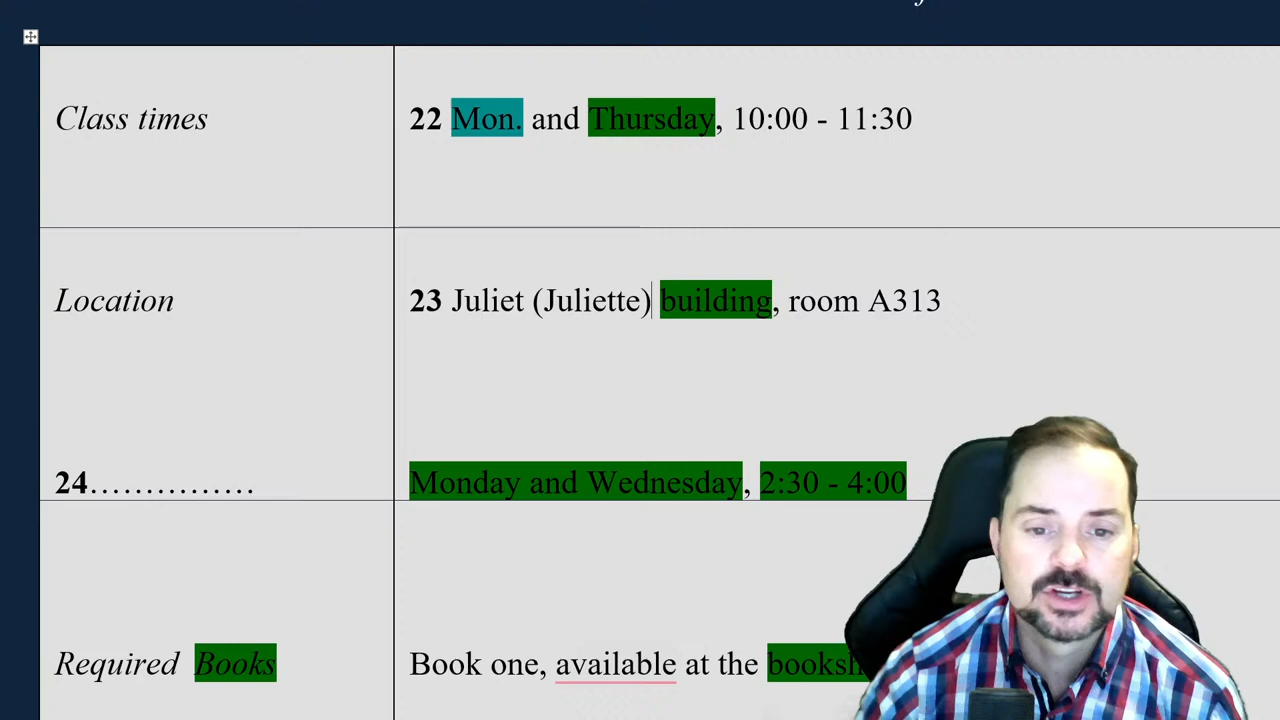 Class times
22 Mon. and Thursday, 10:00 - 11:30
Location
23 Juliet (Juliette) building, room A313
24……………
Monday and Wednesday, 2:30 - 4:00
Required Books
Book one, available at the